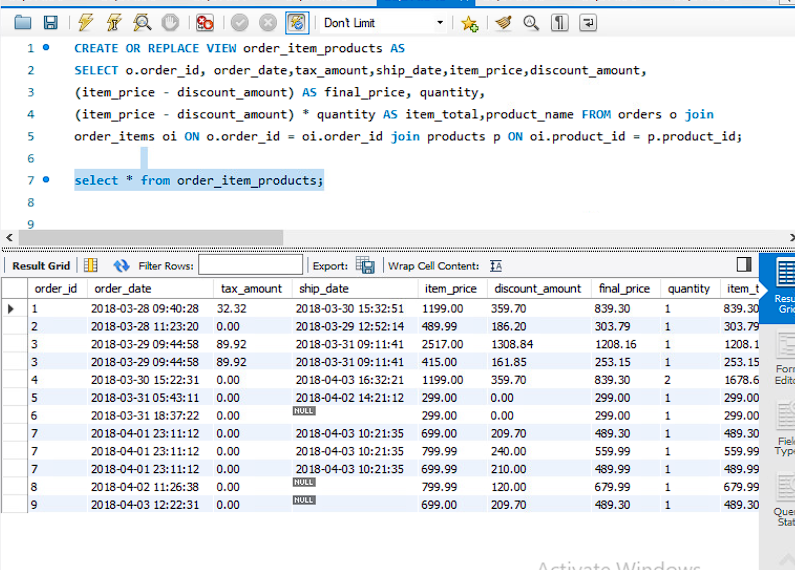 Don't Limit
1 CREATE OR REPLACE VIEW order_item_products AS
2 SELECT o.order_id, order_date,tax_amount,ship_date,item_price,discount_amount,
3 (item_price - discount_amount) AS final_price, quantity,
4 (item_price - discount_amount) * quantity AS item_total,product_name FROM orders o join
5 order_items oi ON o.order_id = oi.order_id join products p ON oi.product_id = p.product_id;
6
7 select * from order_item_products;
8
9
Result Grid Filter Rows: Export: Wrap Cell Content: IA
order_id order_date tax_amount ship_date item_price discount_amount final_price quantity item_t
1 2018-03-28 09:40:28 32.32 2018-03-30 15:32:51 1199.00 359.70 839.30 1 839.30
2 2018-03-28 11:23:20 0.00 2018-03-29 12:52:14 489.99 186.20 303.79 1 303.79
3 2018-03-29 09:44:58 89.92 2018-03-31 09:11:41 2517.00 1308.84 1208.16 1 1208.1
3 2018-03-29 09:44:58 89.92 2018-03-31 09:11:41 415.00 161.85 253.15 1 253.15
4 2018-03-30 15:22:31 0.00 2018-04-03 16:32:21 1199.00 359.70 839.30 2 1678.6
5 2018-03-31 05:43:11 0.00 2018-04-02 14:21:12 299.00 0.00 299.00 1 299.00
6 2018-03-31 18:37:22 0.00 NULL 299.00 0.00 299.00 1 299.00
7 2018-04-01 23:11:12 0.00 2018-04-03 10:21:35 699.00 209.70 489.30 1 489.30
7 2018-04-01 23:11:12 0.00 2018-04-03 10:21:35 799.99 240.00 559.99 1 559.99
7 2018-04-01 23:11:12 0.00 2018-04-03 10:21:35 699.99 210.00 489.99 1 489.99
8 2018-04-02 11:26:38 0.00 NULL 799.99 120.00 679.99 1 679.99
9 2018-04-03 12:22:31 0.00 NULL 699.00 209.70 489.30 1 489.30
Resu
Gri
Forr
Edito
Fiel
Type
Que
Stat
Activate Windows